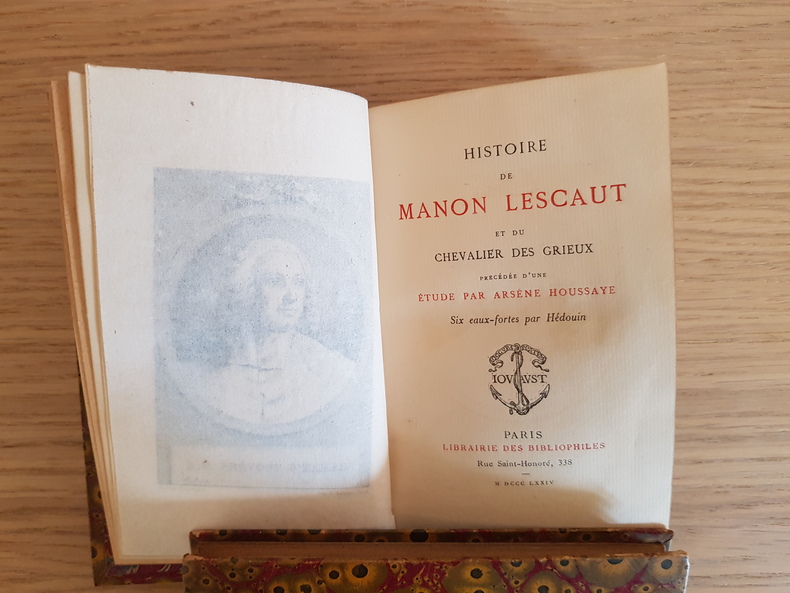 HISTOIRE
DE
MANON LESCAUT
ET DU
CHEVALIER DES GRIEUX
PRÉCÉDÉE D'UNE
ÉTUDE PAR ARSÈNE HOUSSAYE
Six eaux-fortes par Hédouin
IOVAVST
PARIS
LIBRAIRIE DES BIBLIOPHILES
Rue Saint-Honoré, 338
M DCCC LXXIV